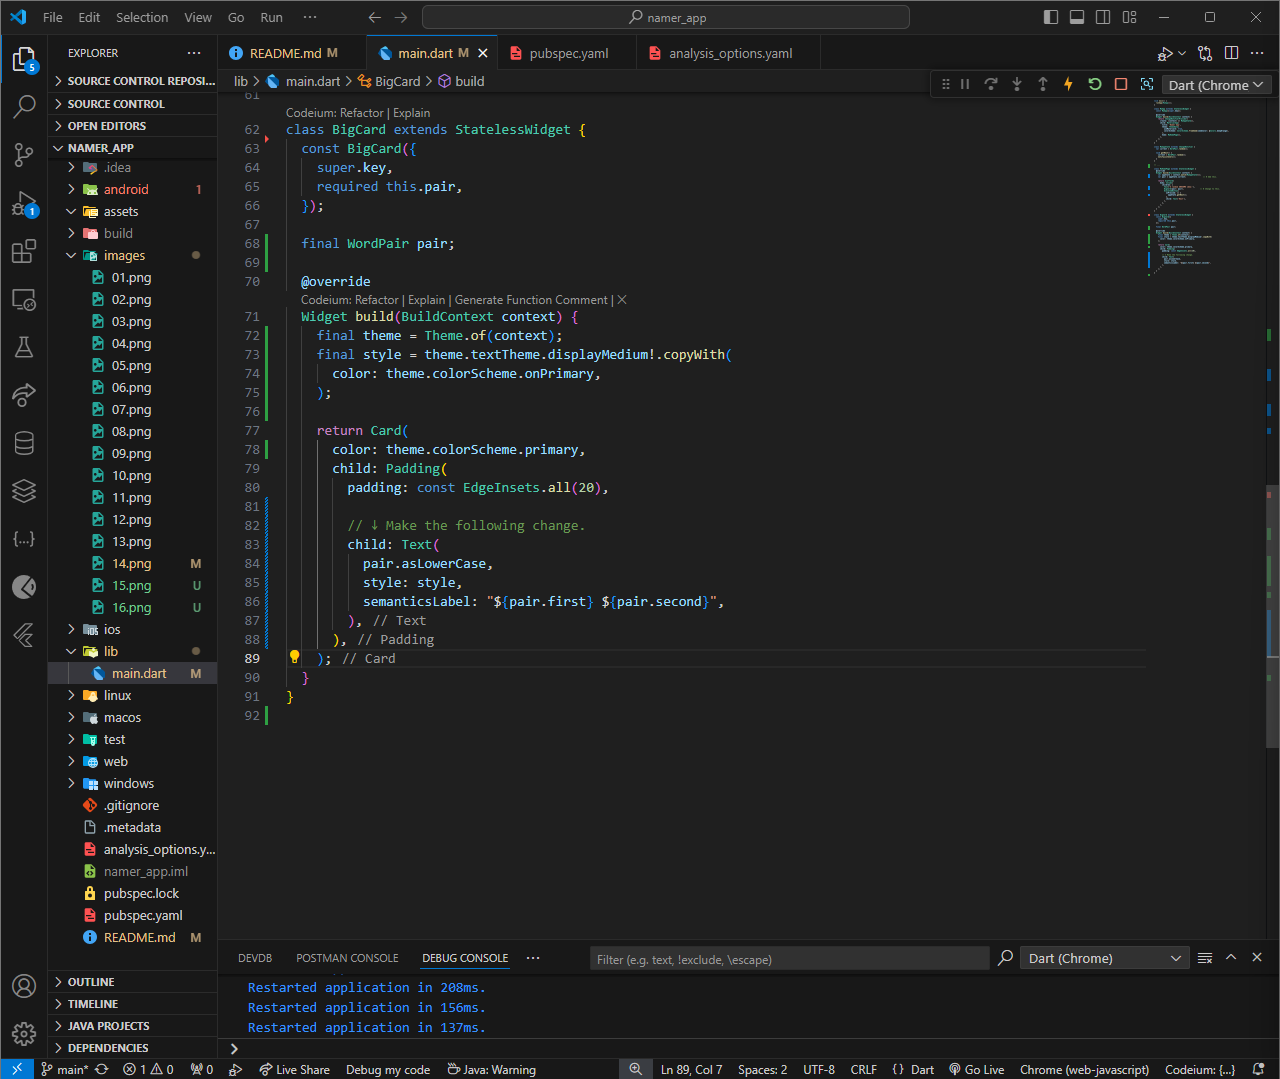 File Edit Selection View Go Run ··· namer_app
EXPLORER ···
SOURCE CONTROL REPOSI...
SOURCE CONTROL
OPEN EDITORS
NAMER_APP
.idea
android 1
assets
build
images
01.png
02.png
03.png
04.png
05.png
06.png
07.png
08.png
09.png
10.png
11.png
12.png
13.png
14.png M
15.png U
16.png U
ios
lib
main.dart M
linux
macos
test
web
windows
.gitignore
.metadata
analysis_options.y...
namer_app.iml
pubspec.lock
pubspec.yaml
README.md M
OUTLINE
TIMELINE
JAVA PROJECTS
DEPENDENCIES
5
1
README.md M main.dart M pubspec.yaml analysis_options.yaml
lib > main.dart > BigCard > build
Dart (Chrome
61
Codeium: Refactor | Explain
62 class BigCard extends StatelessWidget {
63 const BigCard({
64 super.key,
65 required this.pair,
66 });
67
68 final WordPair pair;
69
70 @override
Codeium: Refactor | Explain | Generate Function Comment | X
71 Widget build(BuildContext context) {
72 final theme = Theme.of(context);
73 final style = theme.textTheme.displayMedium!.copyWith(
74 color: theme.colorScheme.onPrimary,
75 );
76
77 return Card(
78 color: theme.colorScheme.primary,
79 child: Padding(
80 padding: const EdgeInsets.all(20),
81
82 // ↓ Make the following change.
83 child: Text(
84 pair.asLowerCase,
85 style: style,
86 semanticsLabel: "${pair.first} ${pair.second}",
87 ), // Text
88 ), // Padding
89 ); // Card
90 }
91 }
92
DEVDB POSTMAN CONSOLE DEBUG CONSOLE ··· Filter (e.g. text, !exclude, \escape) Dart (Chrome)
Restarted application in 208ms.
Restarted application in 156ms.
Restarted application in 137ms.
main* 1 0 0 Live Share Debug my code Java: Warning Ln 89, Col 7 Spaces: 2 UTF-8 CRLF {} Dart Go Live Chrome (web-javascript) Codeium: {...}